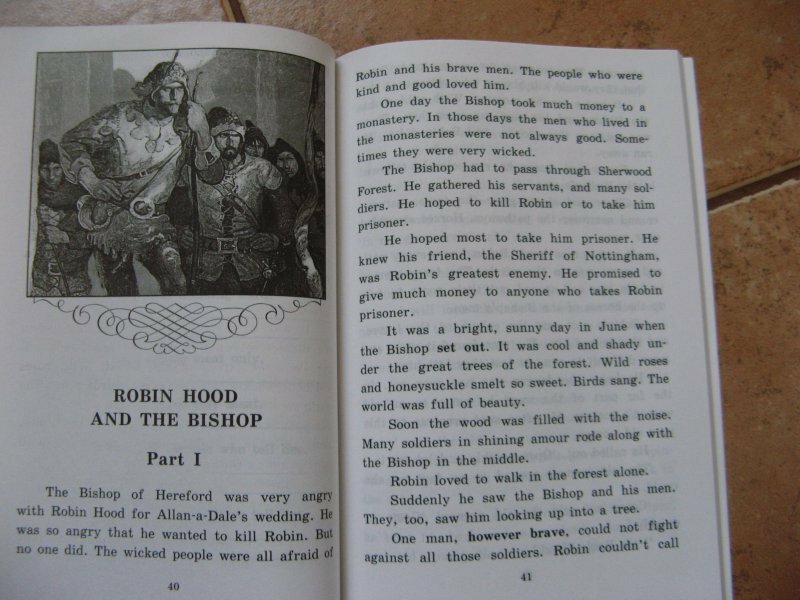 ROBIN HOOD
AND THE BISHOP
Part I
The Bishop of Hereford was very angry
with Robin Hood for Allan-a-Dale's wedding. He
was so angry that he wanted to kill Robin. But
no one did. The wicked people were all afraid of
40
Robin and his brave men. The people who were
kind and good loved him.
One day the Bishop took much money to a
monastery. In those days the men who lived in
the monasteries were not always good. Some-
times they were very wicked.
The Bishop had to pass through Sherwood
Forest. He gathered his servants, and many sol-
diers. He hoped to kill Robin or to take him
prisoner.
He hoped most to take him prisoner. He
knew his friend, the Sheriff of Nottingham,
was Robin's greatest enemy. He promised to
give much money to anyone who takes Robin
prisoner.
It was a bright, sunny day in June when
the Bishop set out. It was cool and shady un-
der the great trees of the forest. Wild roses
and honeysuckle smelt so sweet. Birds sang. The
world was full of beauty.
Soon the wood was filled with the noise.
Many soldiers in shining amour rode along with
the Bishop in the middle.
Robin loved to walk in the forest alone.
Suddenly he saw the Bishop and his men.
They, too, saw him looking up into a tree.
One man, however brave, could not fight
against all those soldiers. Robin couldn't call
41